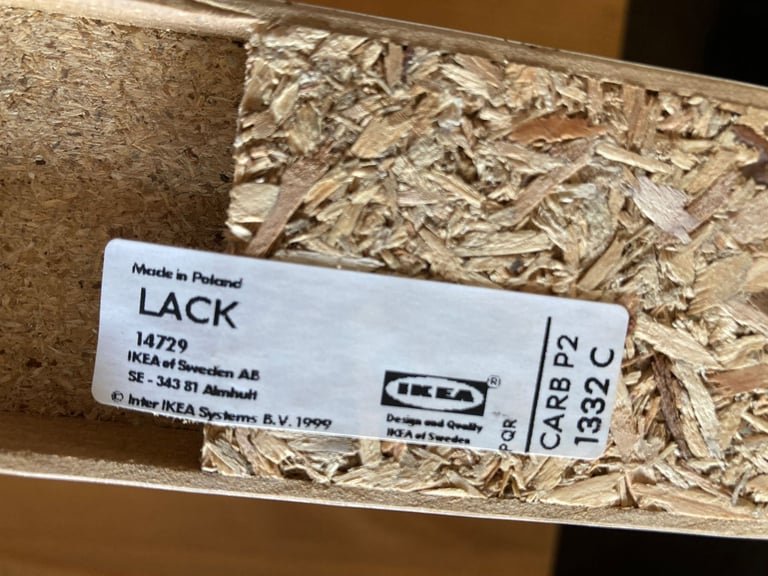 Made in Poland
LACK
14729
IKEA of Sweden AB
SE - 343 81 Älmhult
© Inter IKEA Systems B.V. 1999
IKEA ®
Design and Quality
IKEA of Sweden
PQR
CARB P2
1332 C